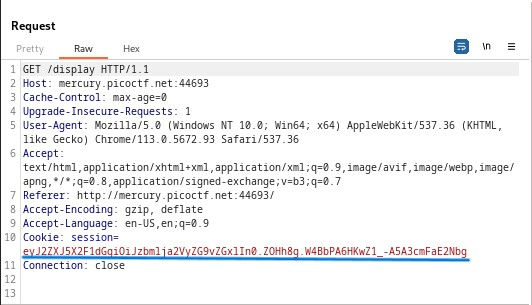 Request
Pretty Raw Hex
\n
1 GET /display HTTP/1.1
2 Host: mercury.picoctf.net:44693
3 Cache-Control: max-age=0
4 Upgrade-Insecure-Requests: 1
5 User-Agent: Mozilla/5.0 (Windows NT 10.0; Win64; x64) AppleWebKit/537.36 (KHTML,
like Gecko) Chrome/113.0.5672.93 Safari/537.36
6 Accept:
text/html,application/xhtml+xml,application/xml;q=0.9,image/avif,image/webp,image/
apng,*/*;q=0.8,application/signed-exchange;v=b3;q=0.7
7 Referer: http://mercury.picoctf.net:44693/
8 Accept-Encoding: gzip, deflate
9 Accept-Language: en-US,en;q=0.9
10 Cookie: session=
eyJ2ZXJ5X2F1dGgiOiJzbmlja2VyZG9vZGxlIn0.ZOHh8g.W4BbPA6HKwZ1_-A5A3cmFaE2Nbg
11 Connection: close
12
13